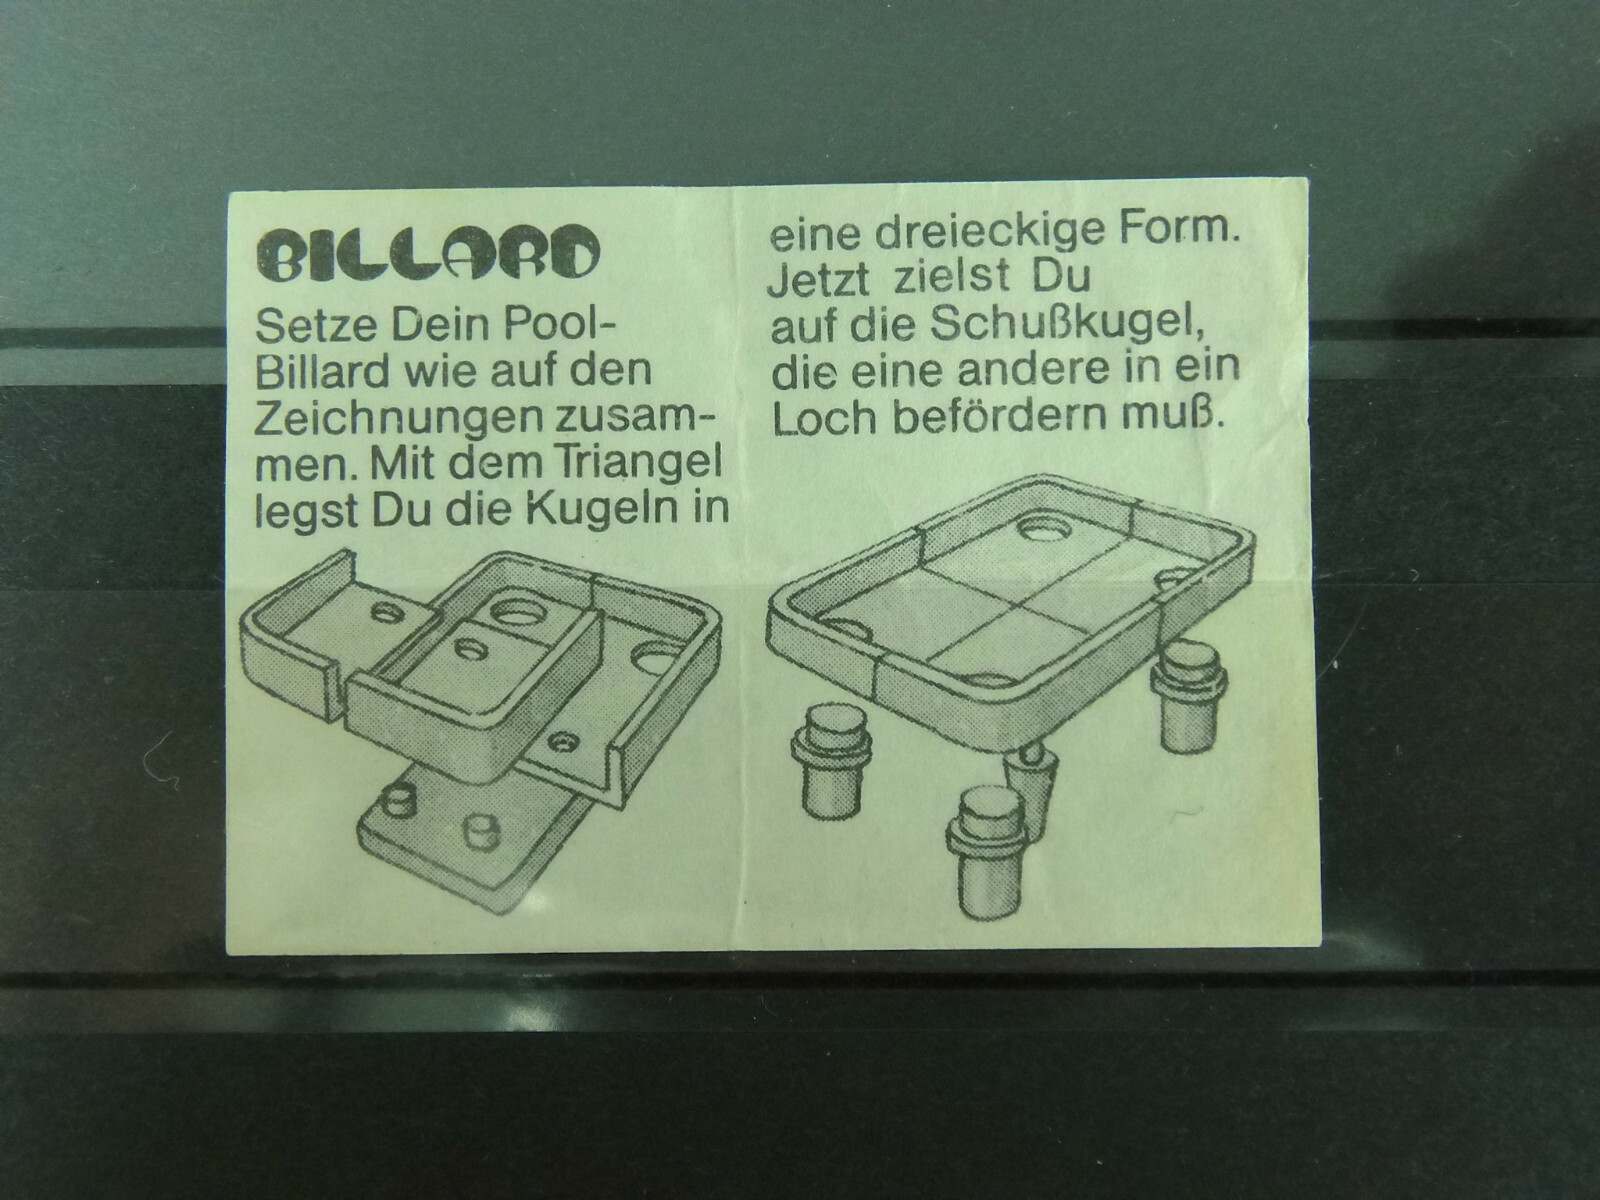 BILLARD
Setze Dein Pool-
Billard wie auf den
Zeichnungen zusam-
men. Mit dem Triangel
legst Du die Kugeln in
eine dreieckige Form.
Jetzt zielst Du
auf die Schußkugel,
die eine andere in ein
Loch befördern muß.